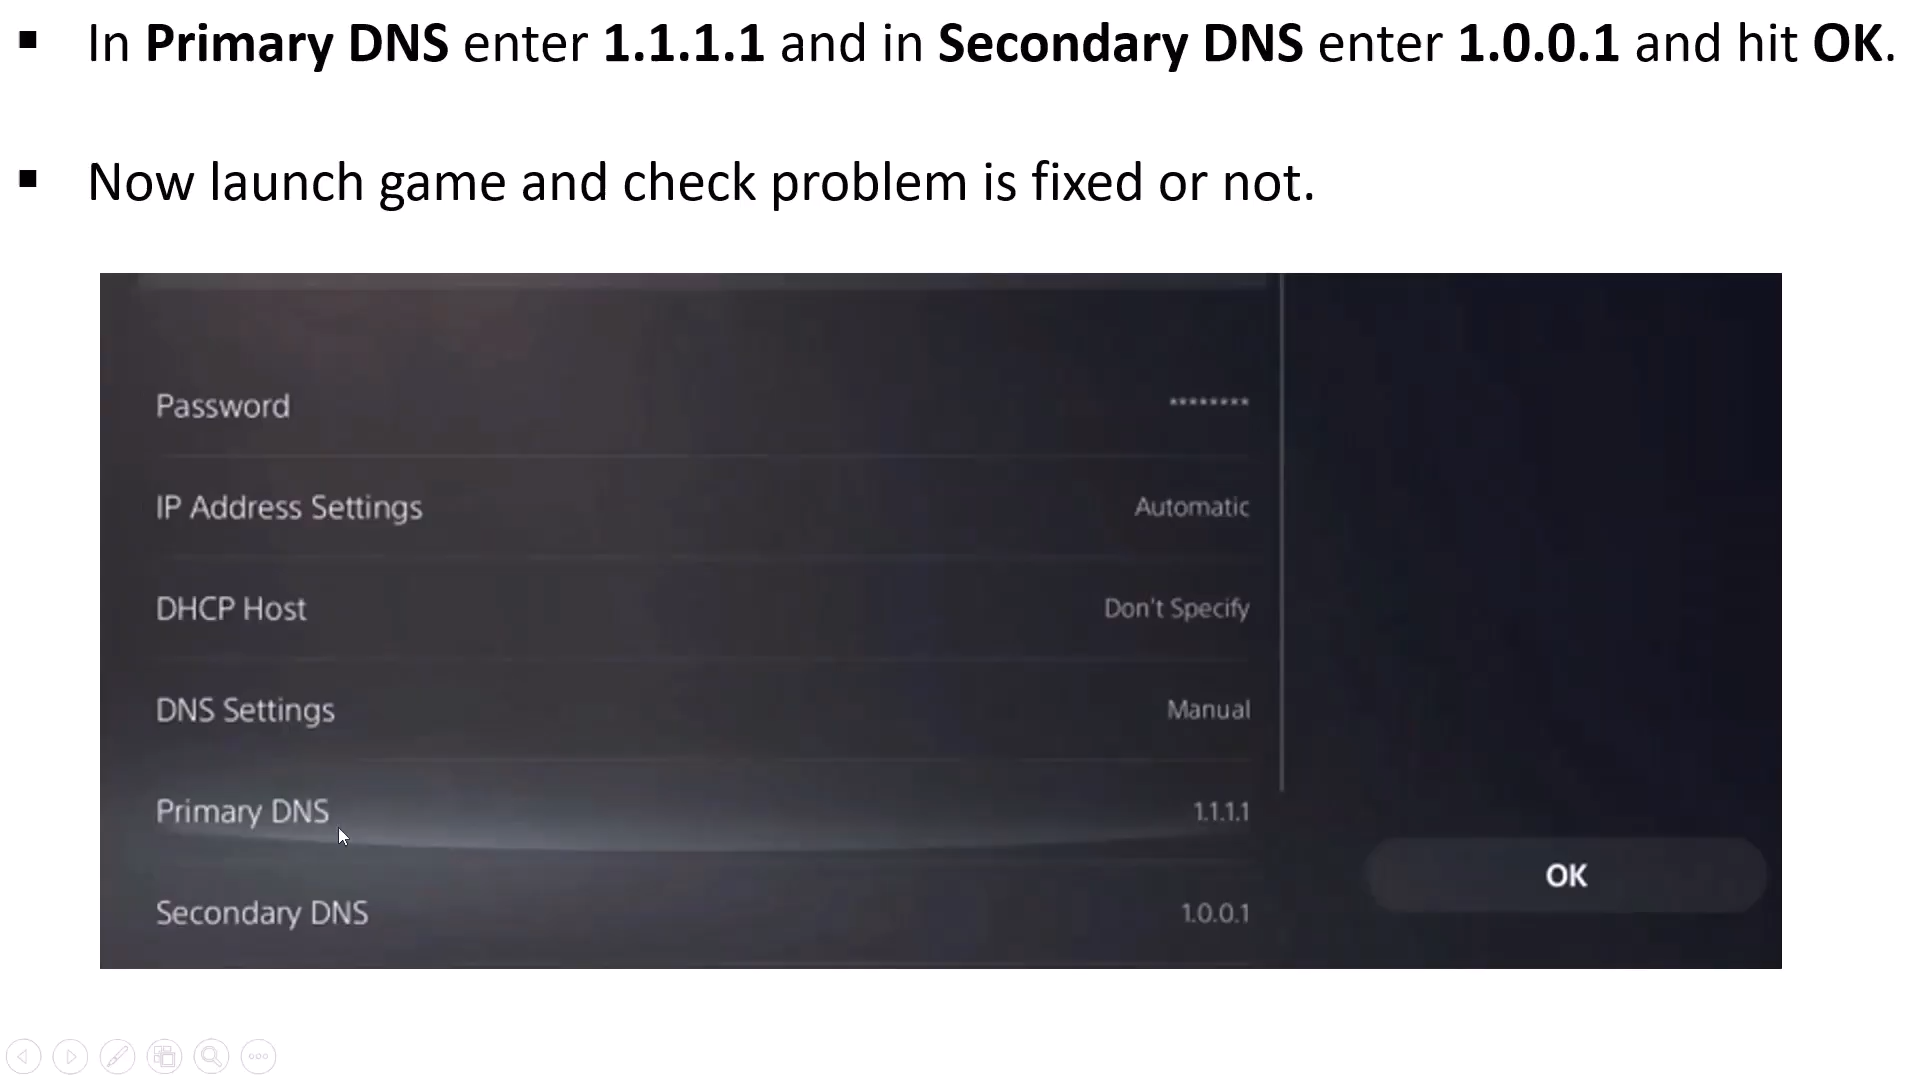 ▪ In Primary DNS enter 1.1.1.1 and in Secondary DNS enter 1.0.0.1 and hit OK.
▪ Now launch game and check problem is fixed or not.
Password ********
IP Address Settings Automatic
DHCP Host Don't Specify
DNS Settings Manual
Primary DNS 1.1.1.1
OK
Secondary DNS 1.0.0.1